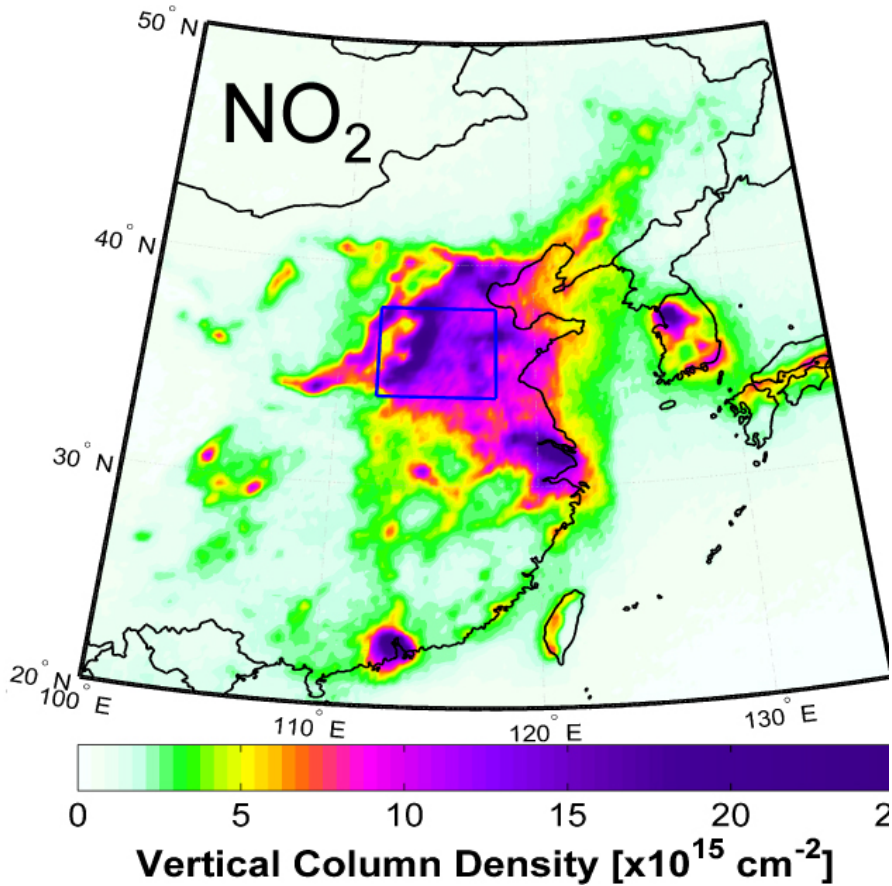 50° N
NO₂
40° N
30° N
20° N
100° E
110° E
120° E
130° E
0 5 10 15 20 2
Vertical Column Density [x10¹⁵ cm⁻²]